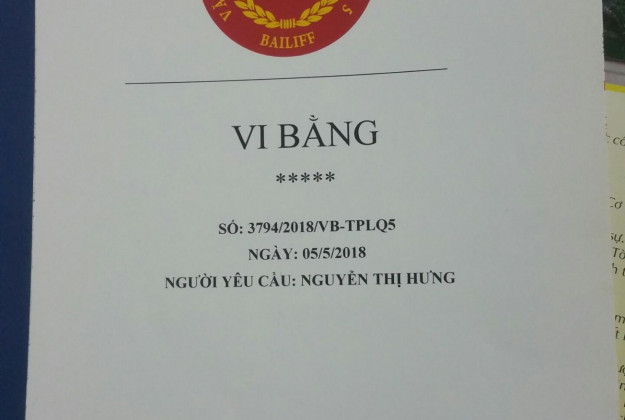 BAILIFF
VI BẰNG
*****
SỐ: 3794/2018/VB-TPLQ5
NGÀY: 05/5/2018
NGƯỜI YÊU CẦU: NGUYỄN THỊ HƯNG